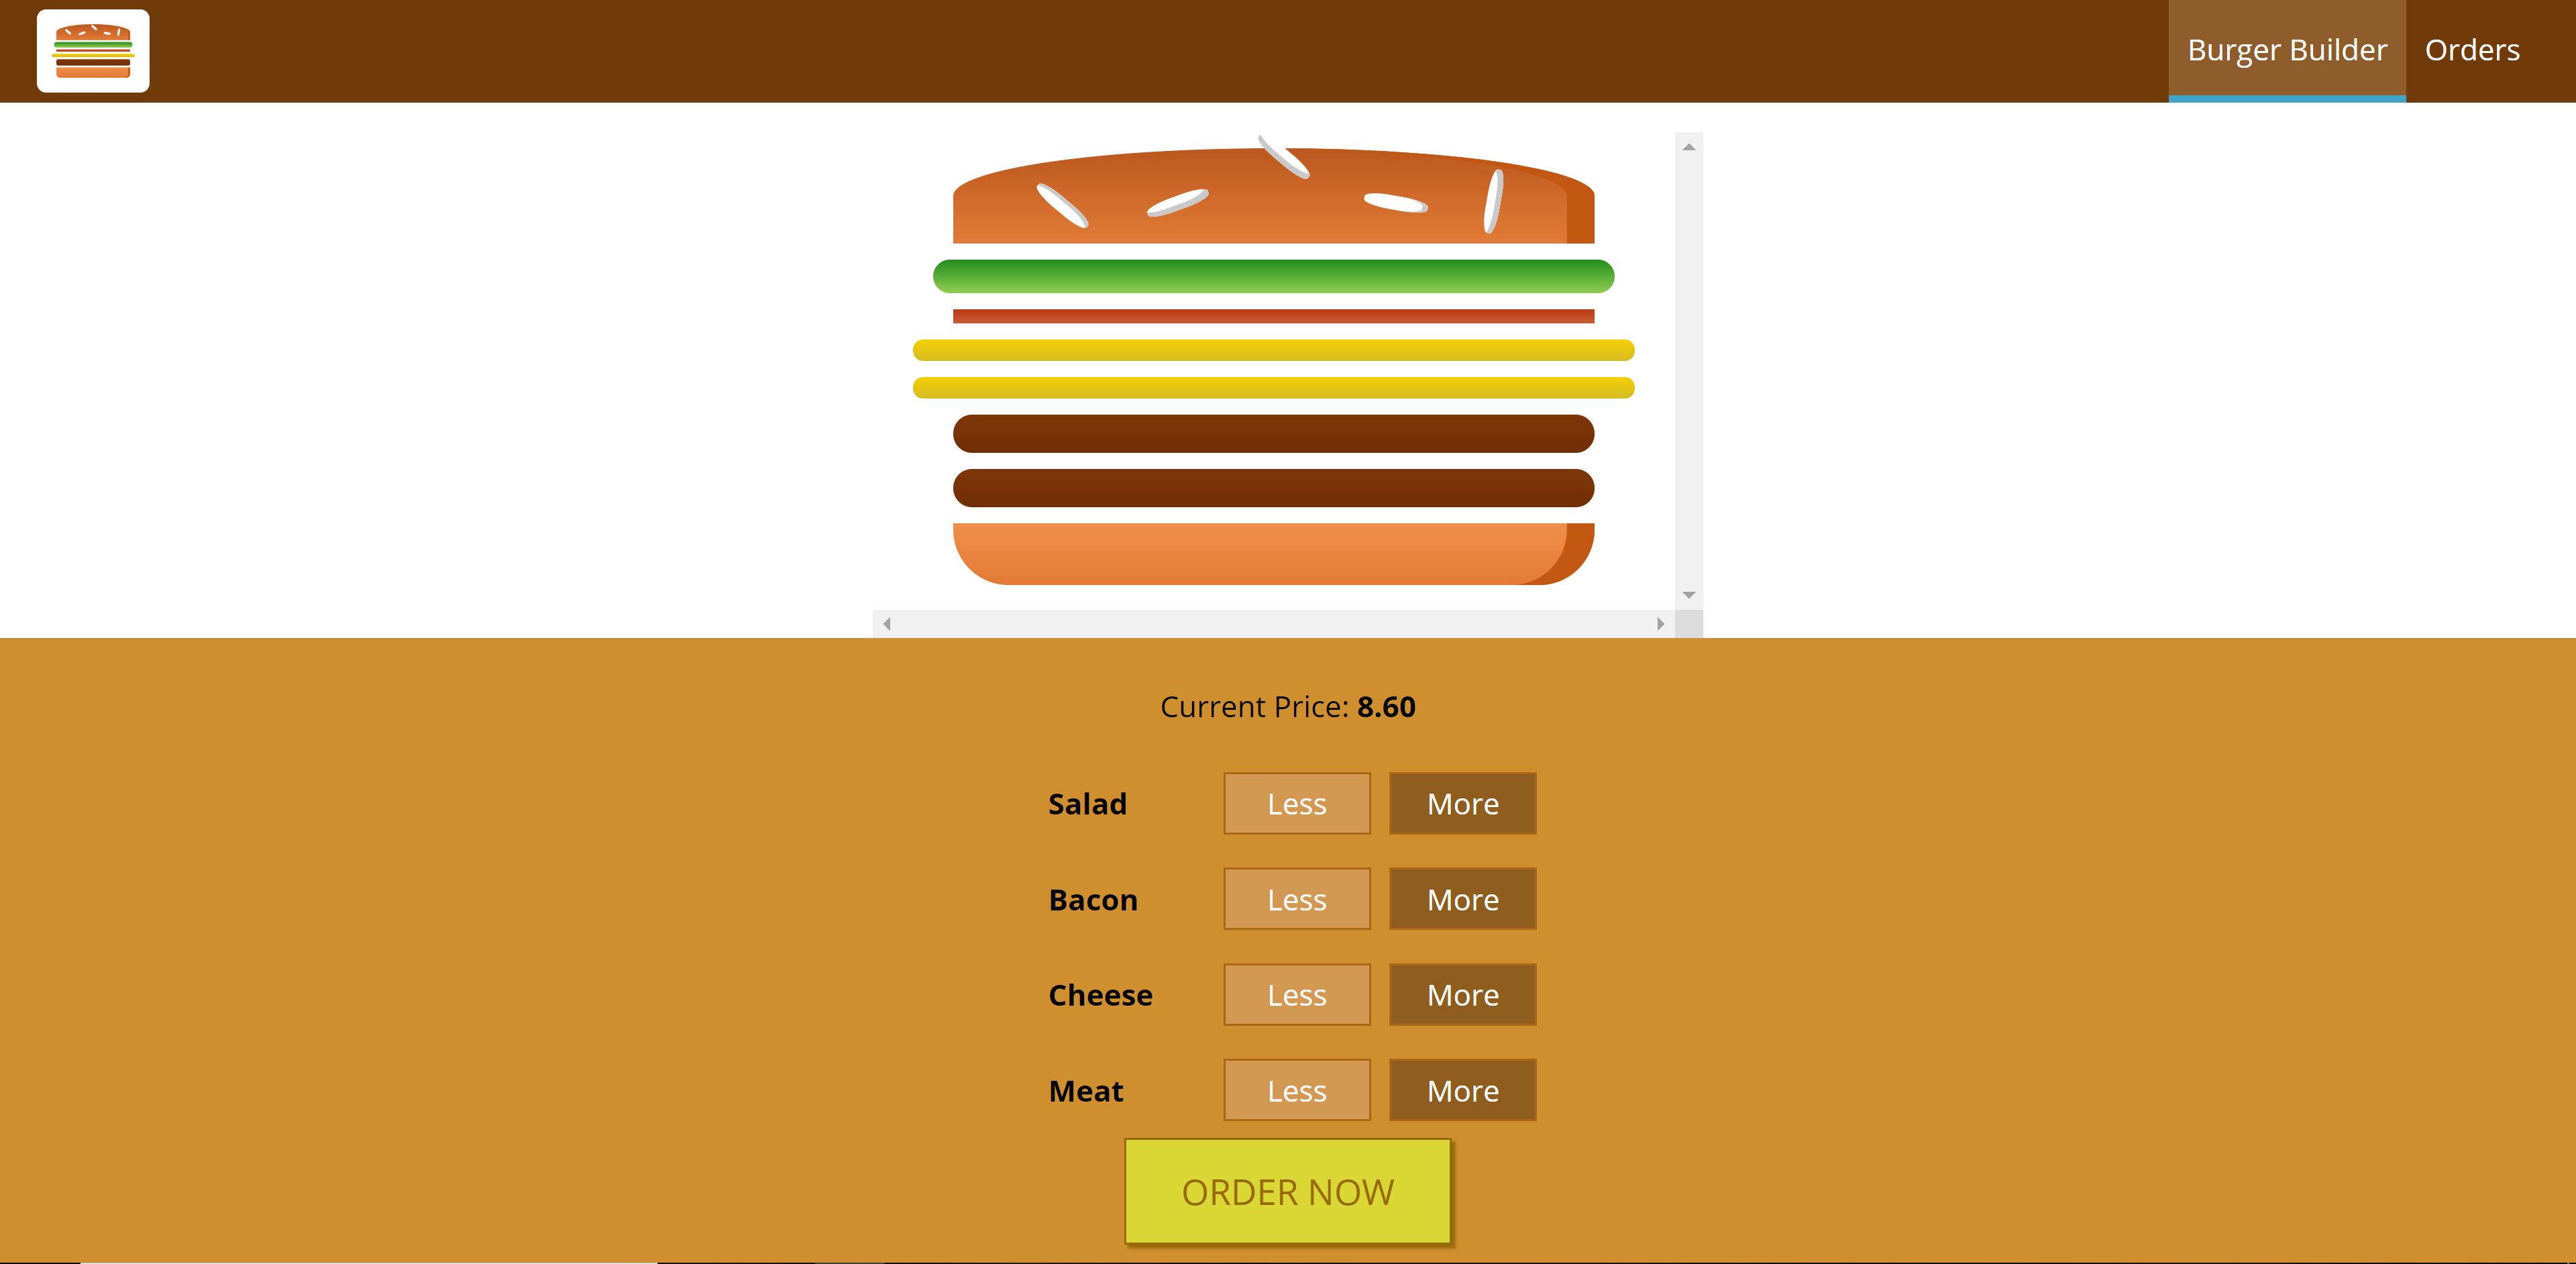 Burger Builder Orders
Current Price: 8.60
Salad Less More
Bacon Less More
Cheese Less More
Meat Less More
ORDER NOW